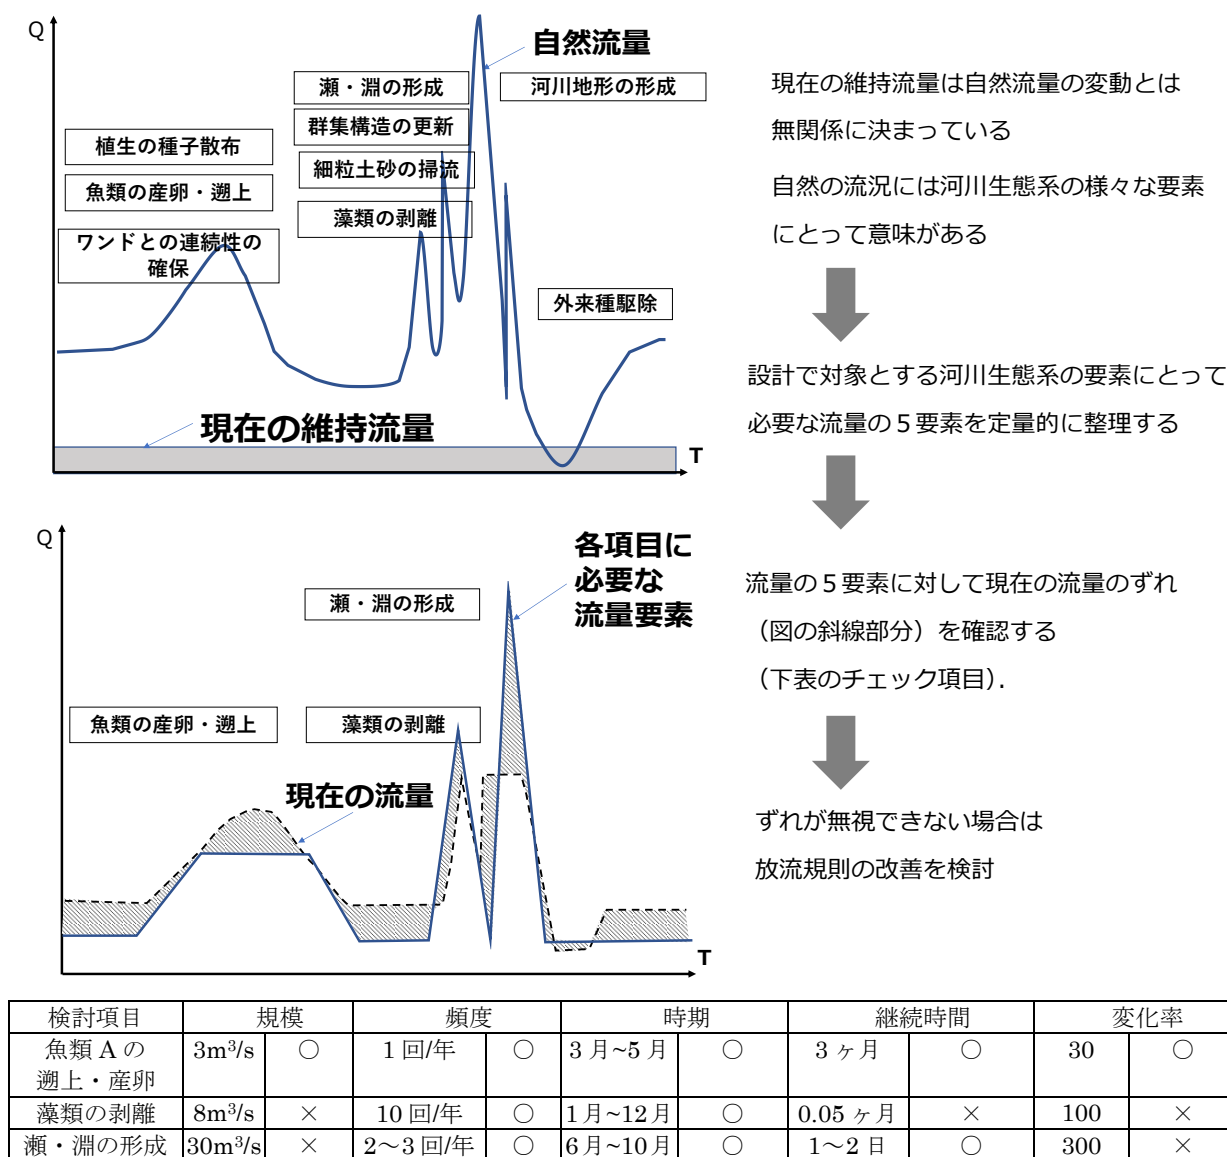 Q
自然流量
瀬・淵の形成
河川地形の形成
群集構造の更新
植生の種子散布
細粒土砂の掃流
魚類の産卵・遡上
藻類の剥離
ワンドとの連続性の
確保
外来種駆除
現在の維持流量
T
現在の維持流量は自然流量の変動とは
無関係に決まっている
自然の流況には河川生態系の様々な要素
にとって意味がある
設計で対象とする河川生態系の要素にとって
必要な流量の5要素を定量的に整理する
Q
各項目に
必要な
流量要素
瀬・淵の形成
魚類の産卵・遡上
藻類の剥離
現在の流量
T
流量の5要素に対して現在の流量のずれ
（図の斜線部分）を確認する
（下表のチェック項目）.
ずれが無視できない場合は
放流規則の改善を検討
検討項目 規模 頻度 時期 継続時間 変化率
魚類 A の 3m³/s ○ 1 回/年 ○ 3 月~5 月 ○ 3 ヶ月 ○ 30 ○
遡上・産卵
藻類の剥離 8m³/s × 10 回/年 ○ 1月~12月 ○ 0.05 ヶ月 × 100 ×
瀬・淵の形成 30m³/s × 2～3 回/年 ○ 6月~10月 ○ 1～2 日 ○ 300 ×